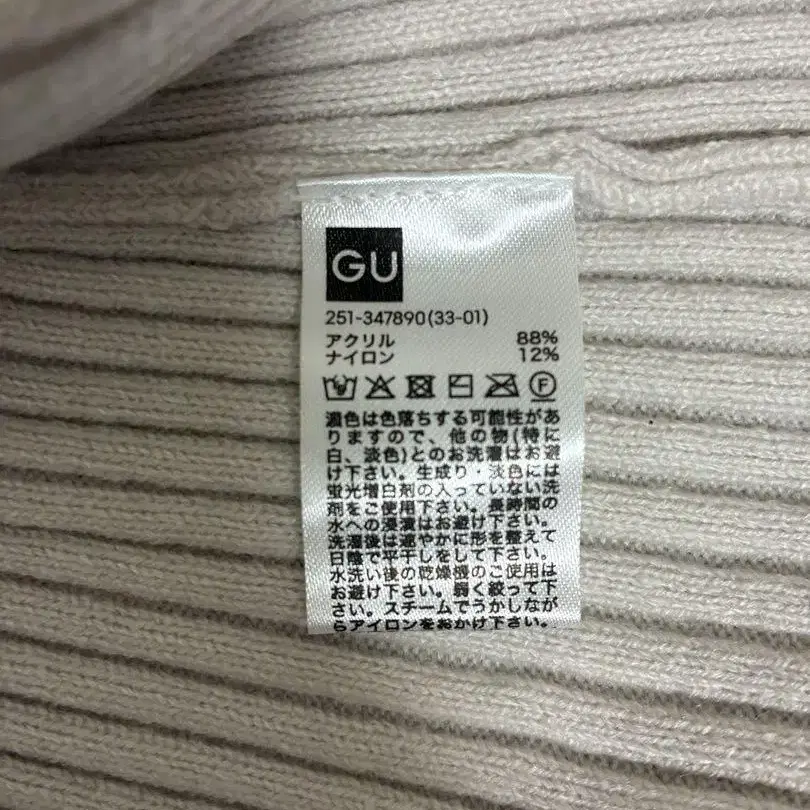 GU
251-347890(33-01)
アクリル 88%
ナイロン 12%
F
濃色は色落ちする可能性があ
りますので、他の物(特に
白、淡色)とのお洗濯はお避
け下さい。生成り・淡色には
蛍光増白剤の入っていない洗
剤をご使用下さい。長時間の
水への浸漬はお避け下さい。
洗濯後は速やかに形を整えて
日陰で平干しをして下さい。
水洗い後の乾燥機のご使用は
お避け下さい。弱く絞って下
さい。スチームでうかしなが
らアイロンをおかけ下さい。